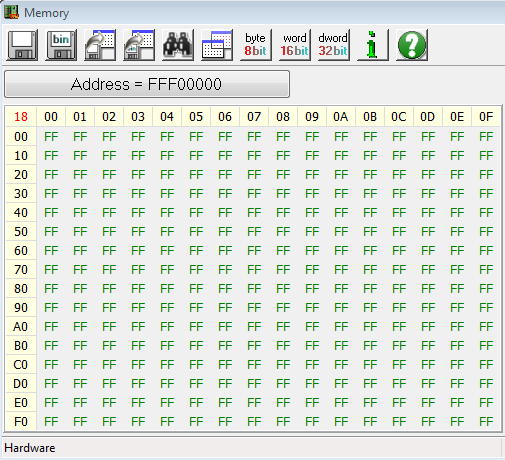 Memory
bin byte 8bit word 16bit dword 32bit
Address = FFF00000
18 00 01 02 03 04 05 06 07 08 09 0A 0B 0C 0D 0E 0F
00 FF FF FF FF FF FF FF FF FF FF FF FF FF FF FF FF
10 FF FF FF FF FF FF FF FF FF FF FF FF FF FF FF FF
20 FF FF FF FF FF FF FF FF FF FF FF FF FF FF FF FF
30 FF FF FF FF FF FF FF FF FF FF FF FF FF FF FF FF
40 FF FF FF FF FF FF FF FF FF FF FF FF FF FF FF FF
50 FF FF FF FF FF FF FF FF FF FF FF FF FF FF FF FF
60 FF FF FF FF FF FF FF FF FF FF FF FF FF FF FF FF
70 FF FF FF FF FF FF FF FF FF FF FF FF FF FF FF FF
80 FF FF FF FF FF FF FF FF FF FF FF FF FF FF FF FF
90 FF FF FF FF FF FF FF FF FF FF FF FF FF FF FF FF
A0 FF FF FF FF FF FF FF FF FF FF FF FF FF FF FF FF
B0 FF FF FF FF FF FF FF FF FF FF FF FF FF FF FF FF
C0 FF FF FF FF FF FF FF FF FF FF FF FF FF FF FF FF
D0 FF FF FF FF FF FF FF FF FF FF FF FF FF FF FF FF
E0 FF FF FF FF FF FF FF FF FF FF FF FF FF FF FF FF
F0 FF FF FF FF FF FF FF FF FF FF FF FF FF FF FF FF
Hardware